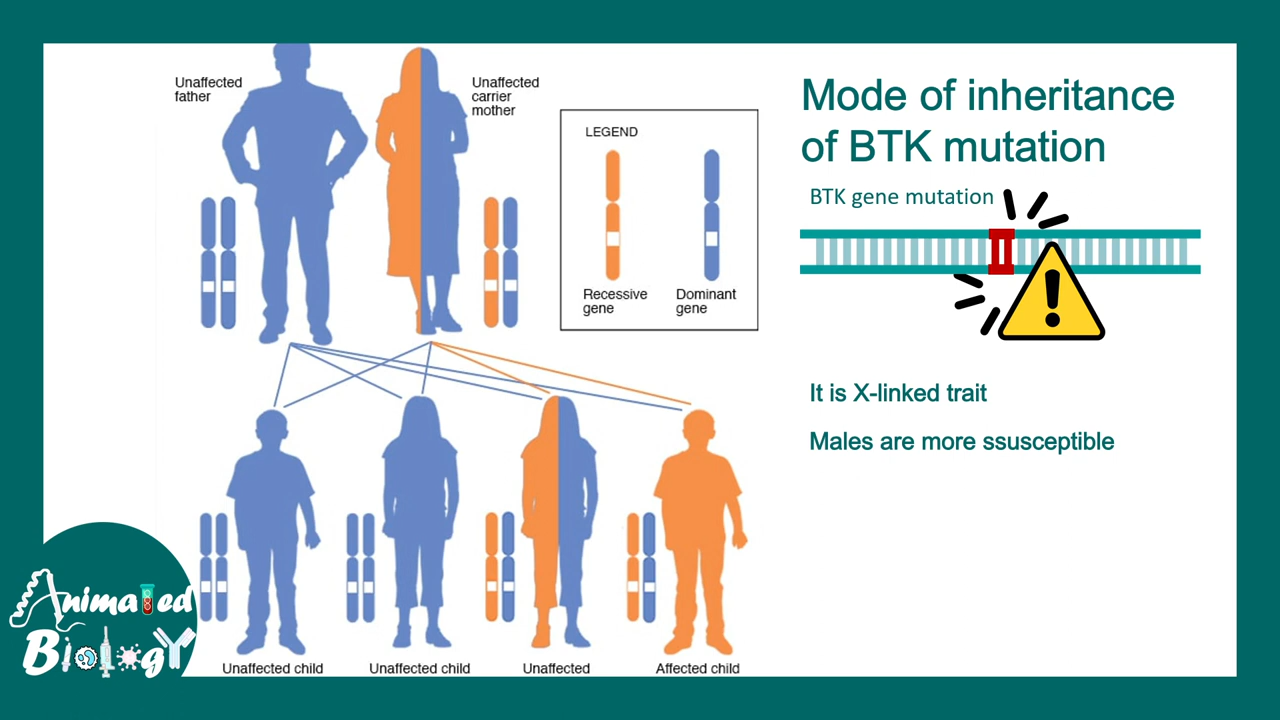 Unaffected
father
Unaffected
carrier
mother
LEGEND
Recessive
gene
Dominant
gene
Unaffected child
Unaffected child
Unaffected
Affected child
Mode of inheritance
of BTK mutation
BTK gene mutation
It is X-linked trait
Males are more ssusceptible
Animated
Biology